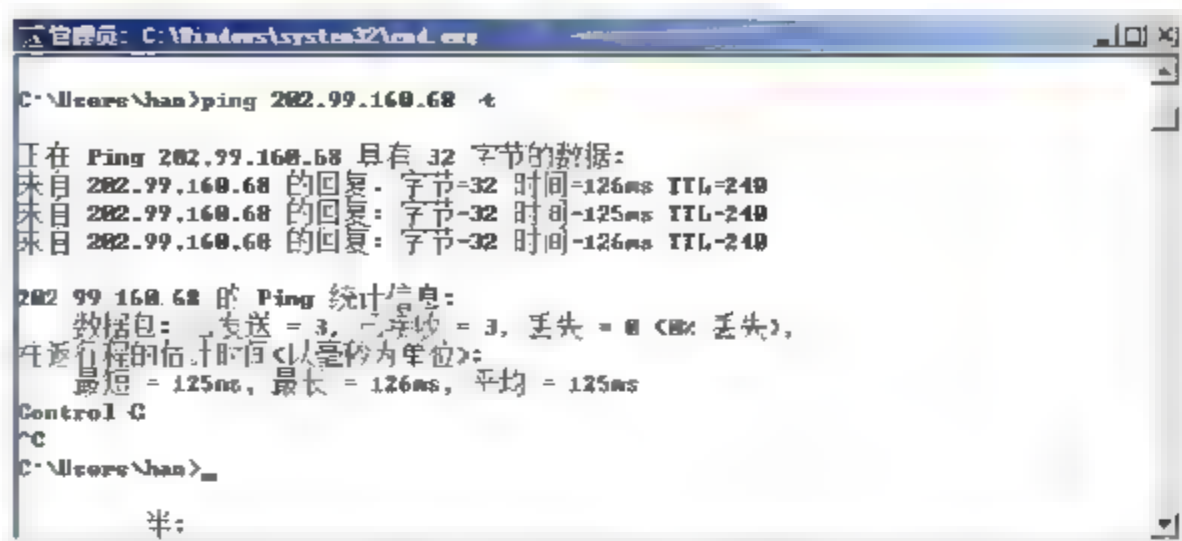 管理员: C:\Windows\system32\cmd.exe
C:\Users\han>ping 202.99.160.68 -t
正在 Ping 202.99.160.68 具有 32 字节的数据:
来自 202.99.160.68 的回复: 字节=32 时间=126ms TTL=240
来自 202.99.160.68 的回复: 字节=32 时间=125ms TTL=240
来自 202.99.160.68 的回复: 字节=32 时间=126ms TTL=240
202.99.160.68 的 Ping 统计信息:
数据包: 已发送 = 3, 已接收 = 3, 丢失 = 0 (0% 丢失),
往返行程的估计时间(以毫秒为单位):
最短 = 125ms, 最长 = 126ms, 平均 = 125ms
Control-C
^C
C:\Users\han>_
半: